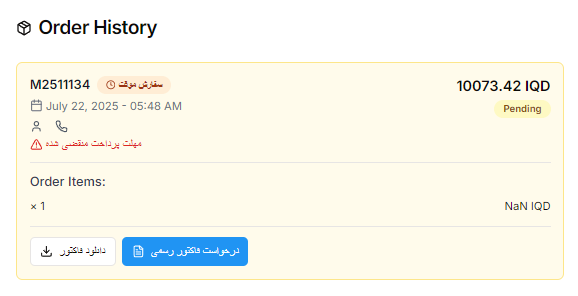 Order History
M2511134 سفارش موقت 10073.42 IQD
July 22, 2025 - 05:48 AM Pending
مهلت پرداخت منقضی شده
Order Items:
× 1 NaN IQD
دانلود فاکتور درخواست فاکتور رسمی